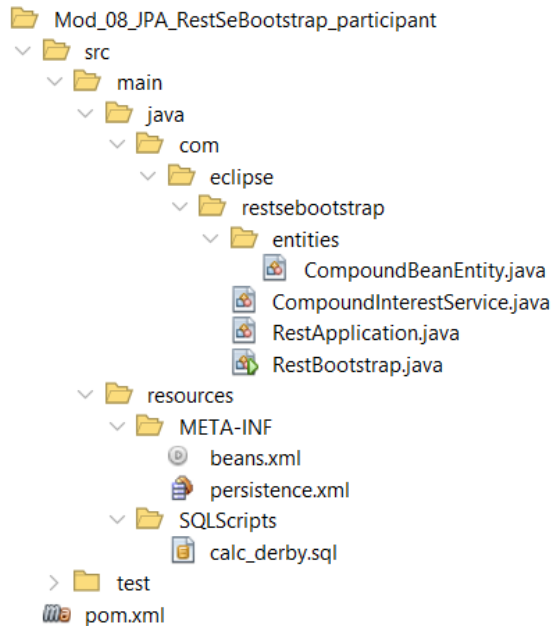 Mod_08_JPA_RestSeBootstrap_participant
src
main
java
com
eclipse
restsebootstrap
entities
CompoundBeanEntity.java
CompoundInterestService.java
RestApplication.java
RestBootstrap.java
resources
META-INF
beans.xml
persistence.xml
SQLScripts
calc_derby.sql
test
pom.xml